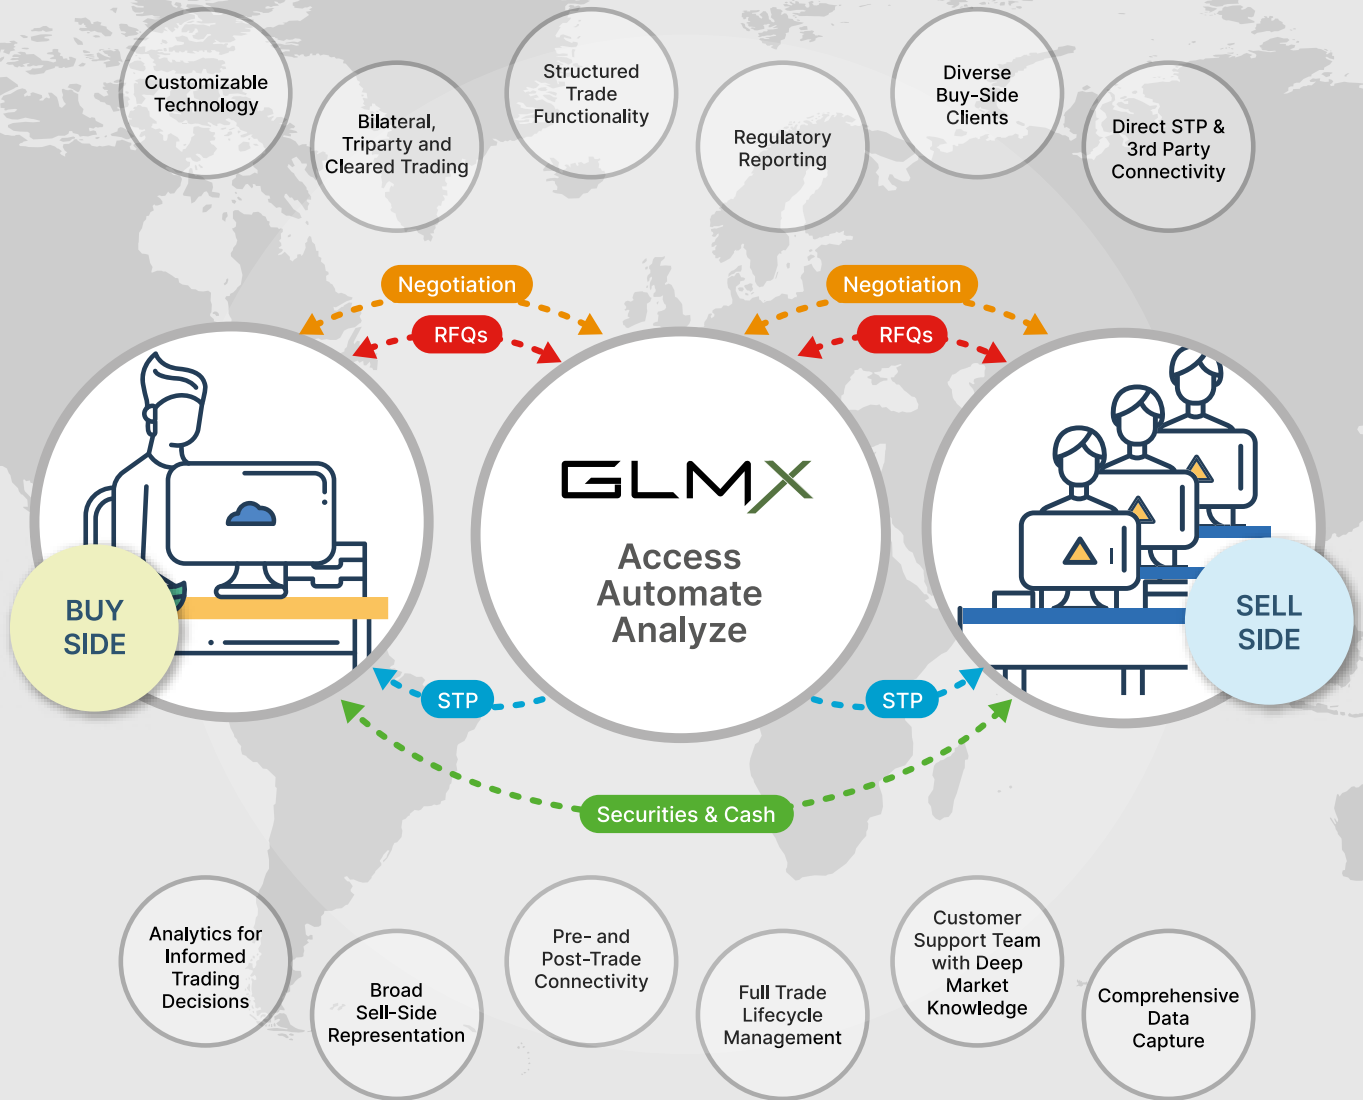 Customizable
Technology
Bilateral,
Triparty and
Cleared Trading
Structured
Trade
Functionality
Regulatory
Reporting
Diverse
Buy-Side
Clients
Direct STP &
3rd Party
Connectivity
Negotiation
RFQs
Negotiation
RFQs
GLMX
Access
Automate
Analyze
BUY
SIDE
SELL
SIDE
STP
STP
Securities & Cash
Analytics for
Informed
Trading
Decisions
Broad
Sell-Side
Representation
Pre- and
Post-Trade
Connectivity
Full Trade
Lifecycle
Management
Customer
Support Team
with Deep
Market
Knowledge
Comprehensive
Data
Capture